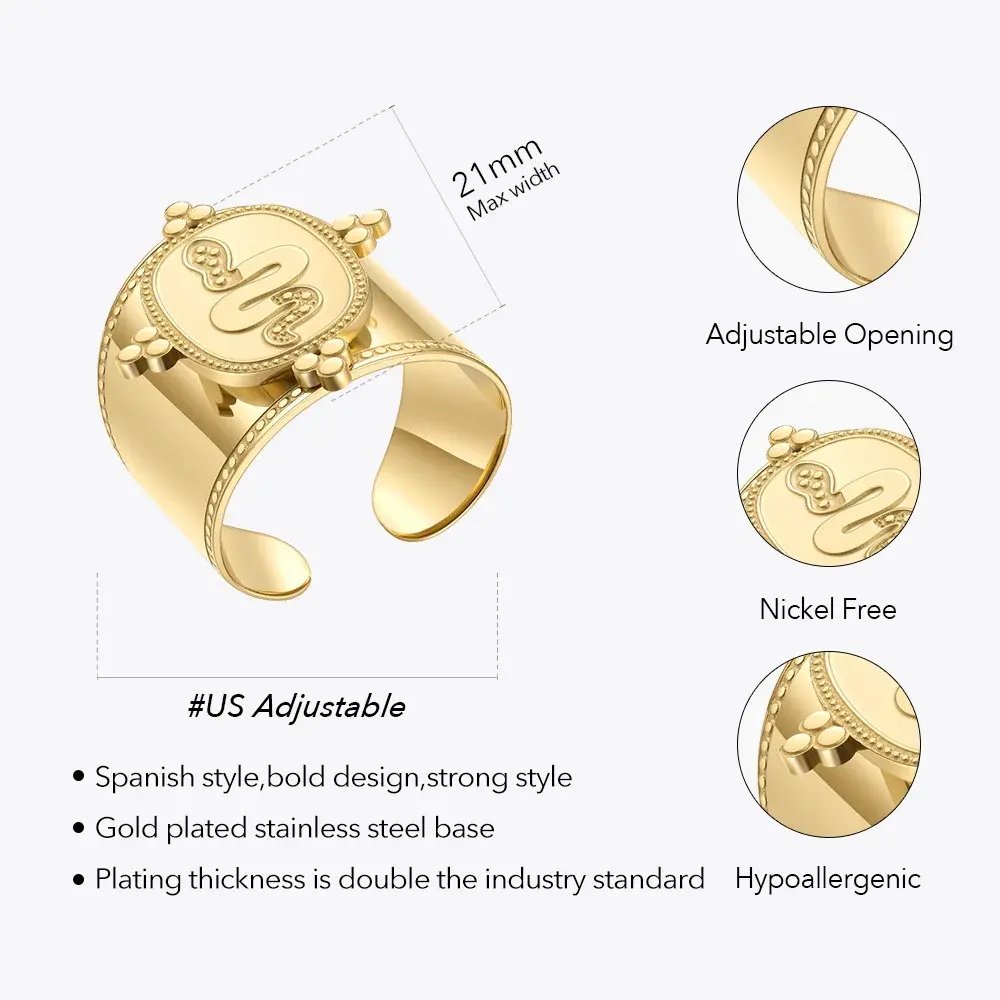 21mm
Max width
Adjustable Opening
Nickel Free
#US Adjustable
• Spanish style,bold design,strong style
• Gold plated stainless steel base
• Plating thickness is double the industry standard
Hypoallergenic